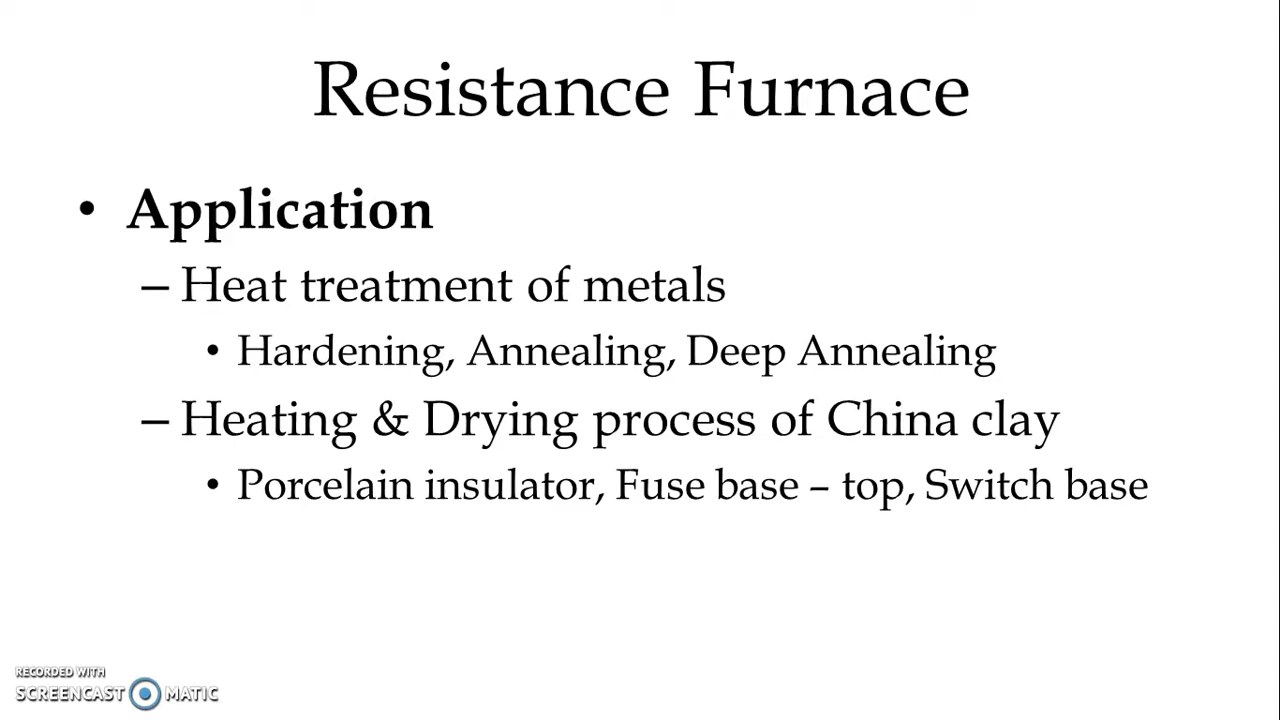 Resistance Furnace
• Application
– Heat treatment of metals
• Hardening, Annealing, Deep Annealing
– Heating & Drying process of China clay
• Porcelain insulator, Fuse base – top, Switch base
RECORDED WITH
SCREENCAST MATIC